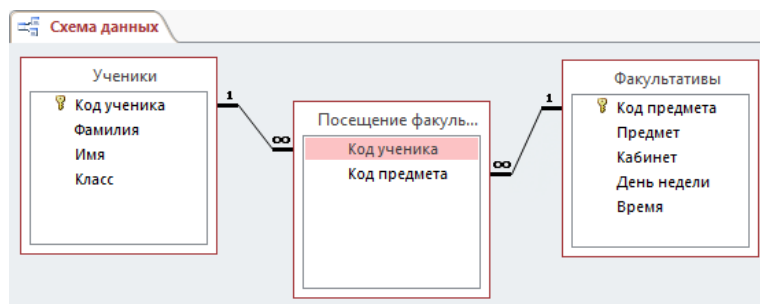 Схема данных
Ученики
Код ученика
Фамилия
Имя
Класс
1
∞
Посещение факуль...
Код ученика
Код предмета
1
∞
Факультативы
Код предмета
Предмет
Кабинет
День недели
Время